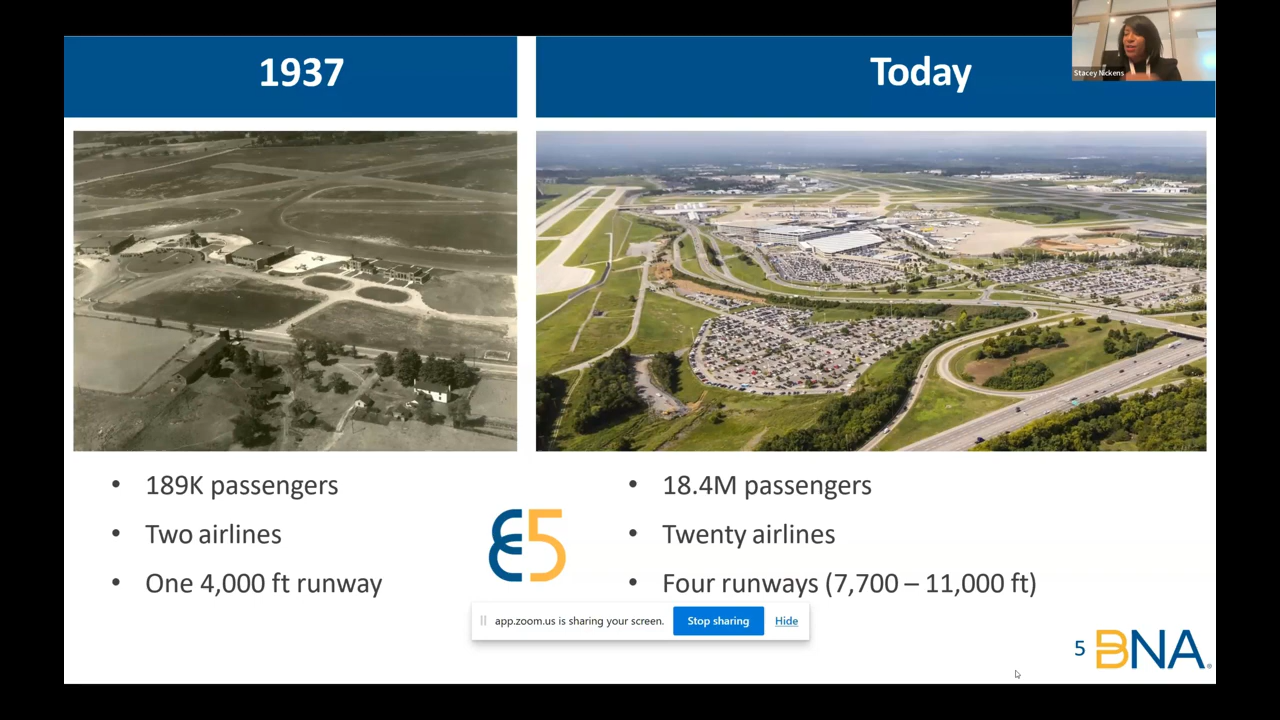 1937
Today
Stacey Nickens
• 189K passengers
• Two airlines
• One 4,000 ft runway
85
• 18.4M passengers
• Twenty airlines
• Four runways (7,700 – 11,000 ft)
app.zoom.us is sharing your screen.
Stop sharing
Hide
5
BNA®